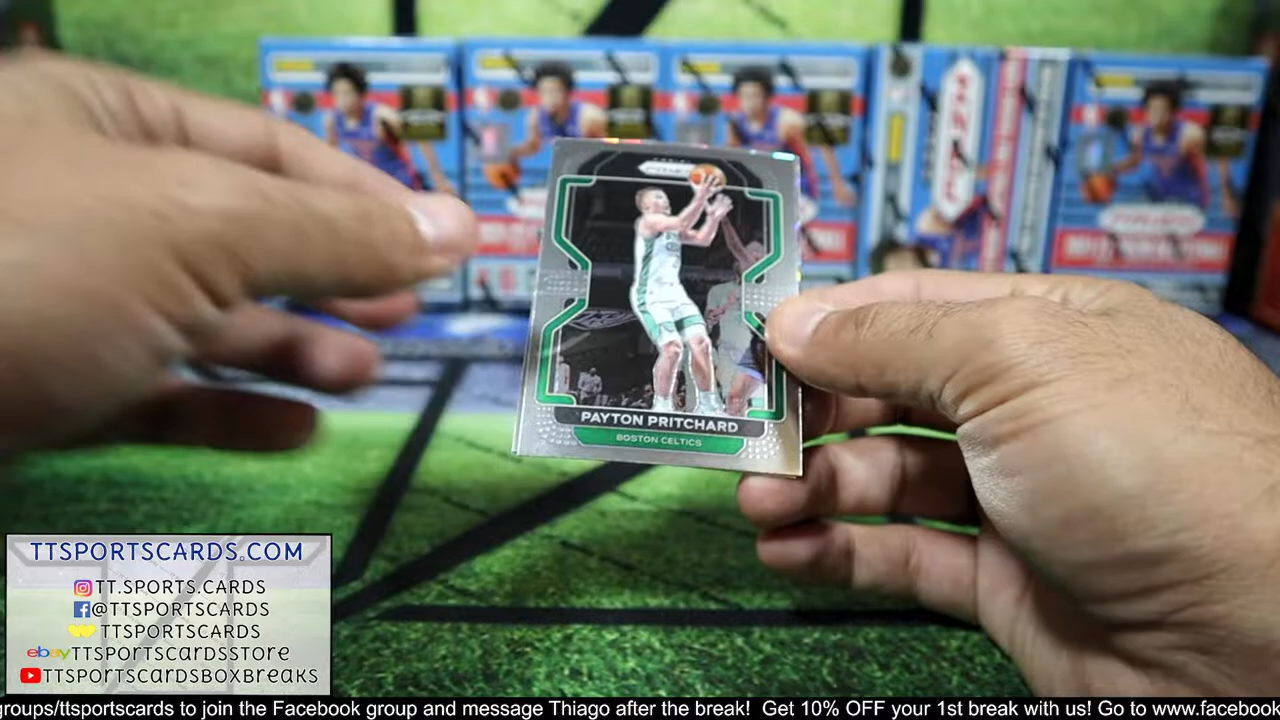 PRIZM
PAYTON PRITCHARD
BOSTON CELTICS
TTSPORTSCARDS.COM
TT.SPORTS.CARDS
@TTSPORTSCARDS
TTSPORTSCARDS
ebay TTSPORTSCARDSSTORE
TTSPORTSCARDSBOXBREAKS
groups/ttsportscards to join the Facebook group and message Thiago after the break!  Get 10% OFF your 1st break with us! Go to www.facebook